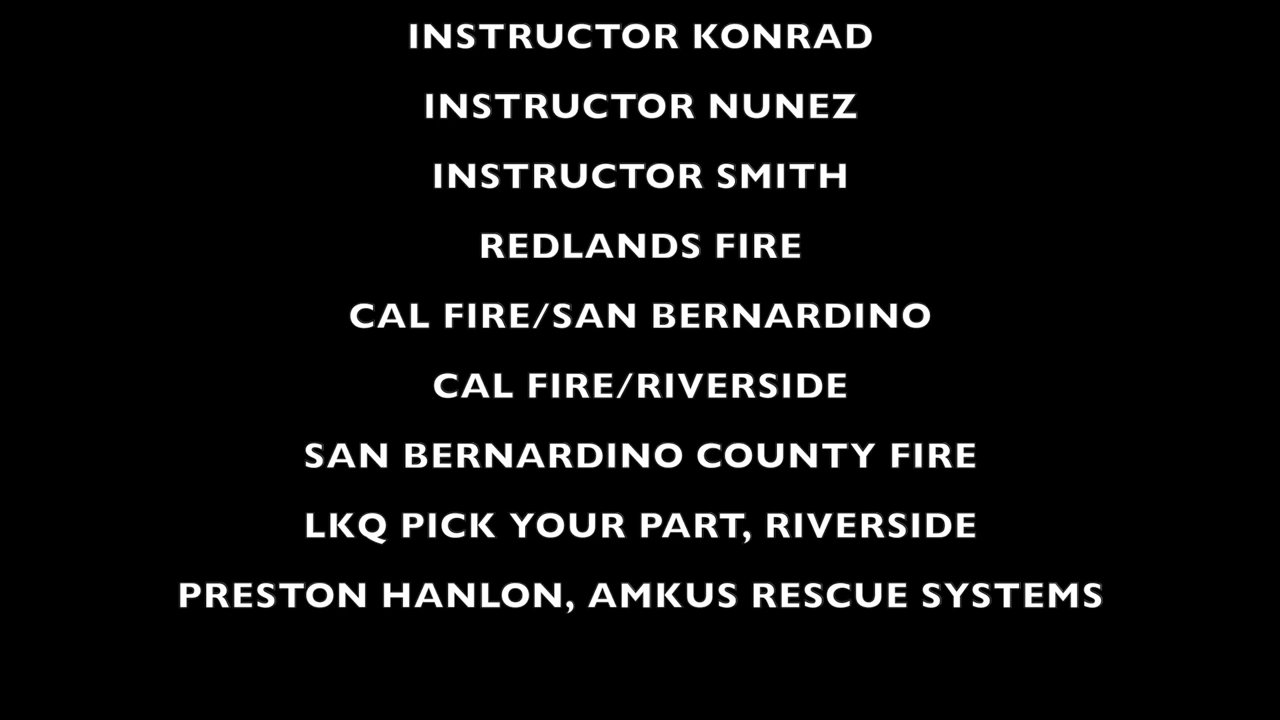 INSTRUCTOR KONRAD
INSTRUCTOR NUNEZ
INSTRUCTOR SMITH
REDLANDS FIRE
CAL FIRE/SAN BERNARDINO
CAL FIRE/RIVERSIDE
SAN BERNARDINO COUNTY FIRE
LKQ PICK YOUR PART, RIVERSIDE
PRESTON HANLON, AMKUS RESCUE SYSTEMS